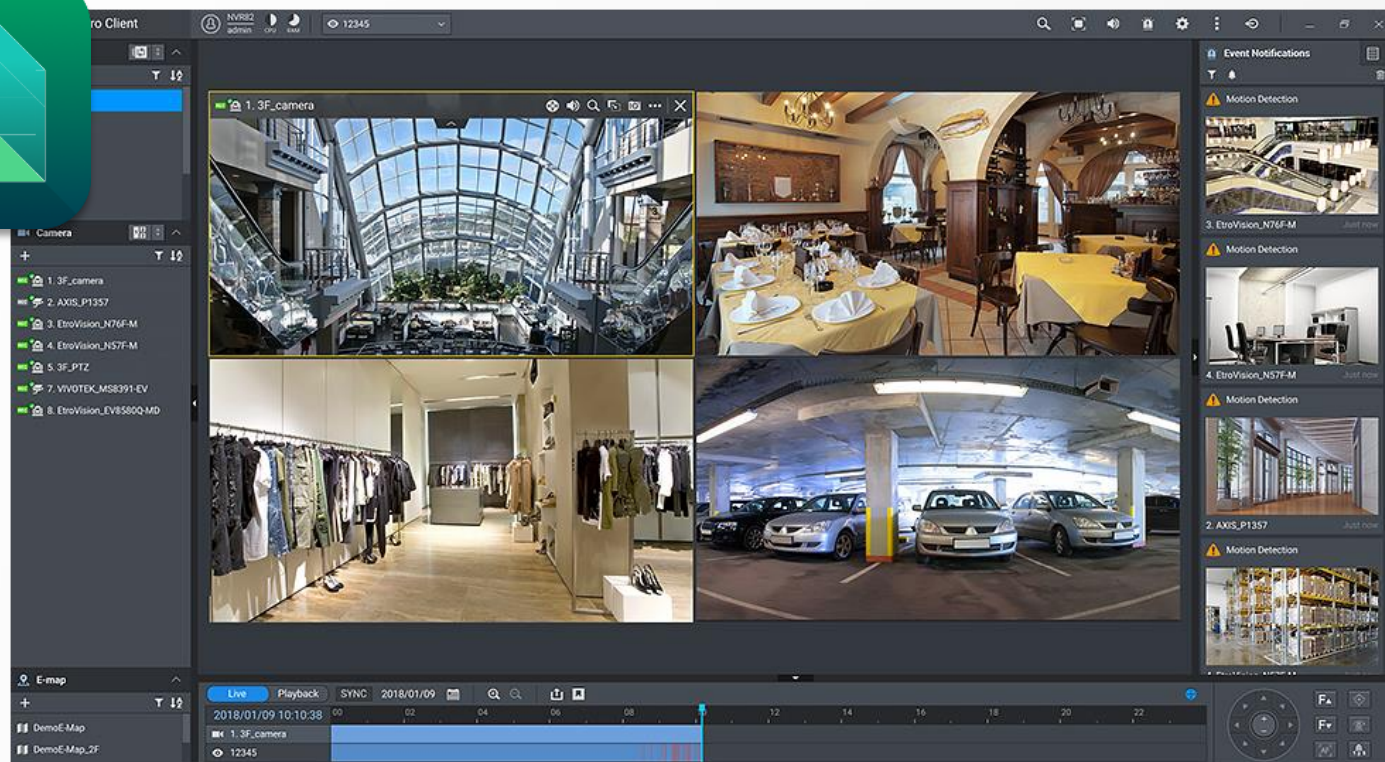 ro Client
NVR82
admin
CPU
RAM
12345
Event Notifications
Motion Detection
3. EtroVision_N76F-M
Just now
Motion Detection
4. EtroVision_N57F-M
Just now
Motion Detection
2. AXIS_P1357
Just now
Motion Detection
1. 3F_camera
Camera
1. 3F_camera
2. AXIS_P1357
3. EtroVision_N76F-M
4. EtroVision_N57F-M
5. 3F_PTZ
7. VIVOTEK_MS8391-EV
8. EtroVision_EV8580Q-MD
E-map
DemoE-Map
DemoE-Map_2F
Live
Playback
SYNC
2018/01/09
2018/01/09 10:10:38
00 02 04 06 08 12 14 16 18 20 22
1. 3F_camera
12345